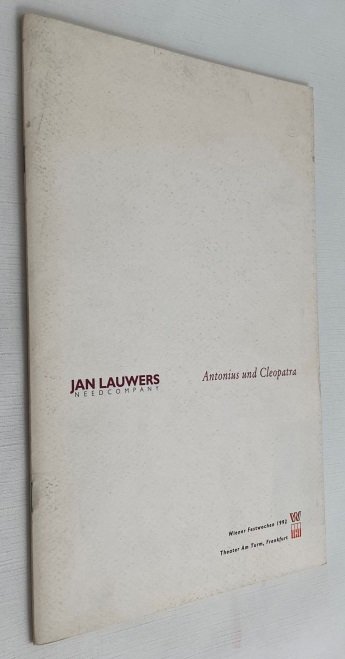 JAN LAUWERS
NEEDCOMPANY
Antonius und Cleopatra
Wiener Festwochen 1992
Theater Am Turm, Frankfurt